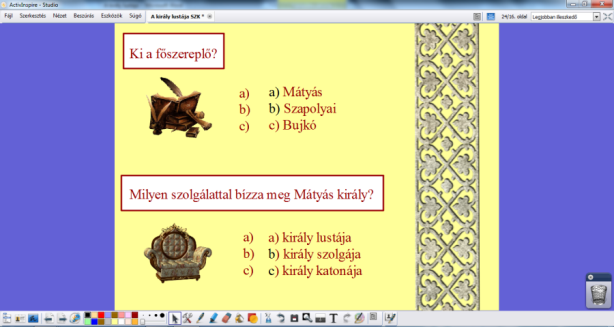 ActivInspire - Studio
Fájl Szerkesztés Nézet Beszúrás Eszközök Súgó A király lustája SZK * 24/16. oldal Legjobban illeszkedő
Ki a főszereplő?
a) a) Mátyás
b) b) Szapolyai
c) c) Bujkó
Milyen szolgálattal bízza meg Mátyás király?
a) a) király lustája
b) b) király szolgája
c) c) király katonája